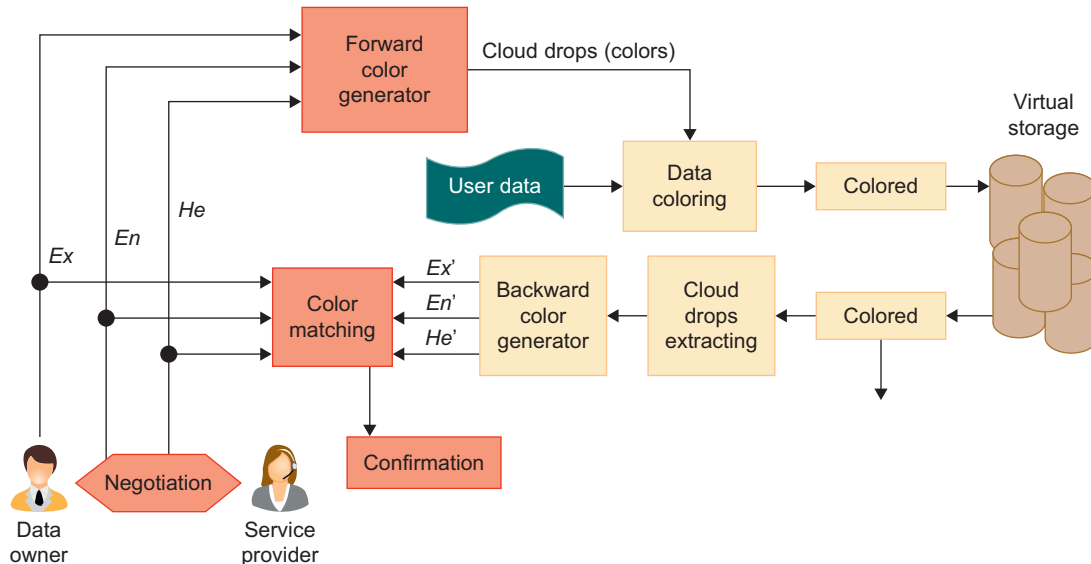 Forward
color
generator
Cloud drops (colors)
Virtual
storage
User data
Data
coloring
Colored
He
En
Ex
Color
matching
Ex’
En’
He’
Backward
color
generator
Cloud
drops
extracting
Colored
Negotiation
Confirmation
Data
owner
Service
provider